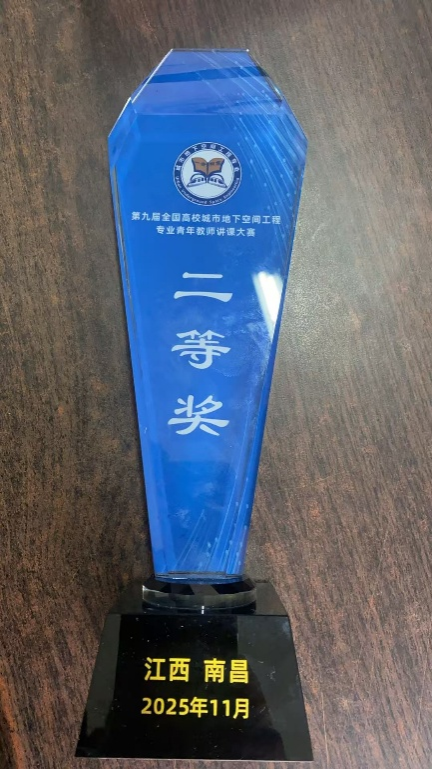 第九届全国高校城市地下空间工程
专业青年教师讲课大赛
二等奖
江西 南昌
2025年11月